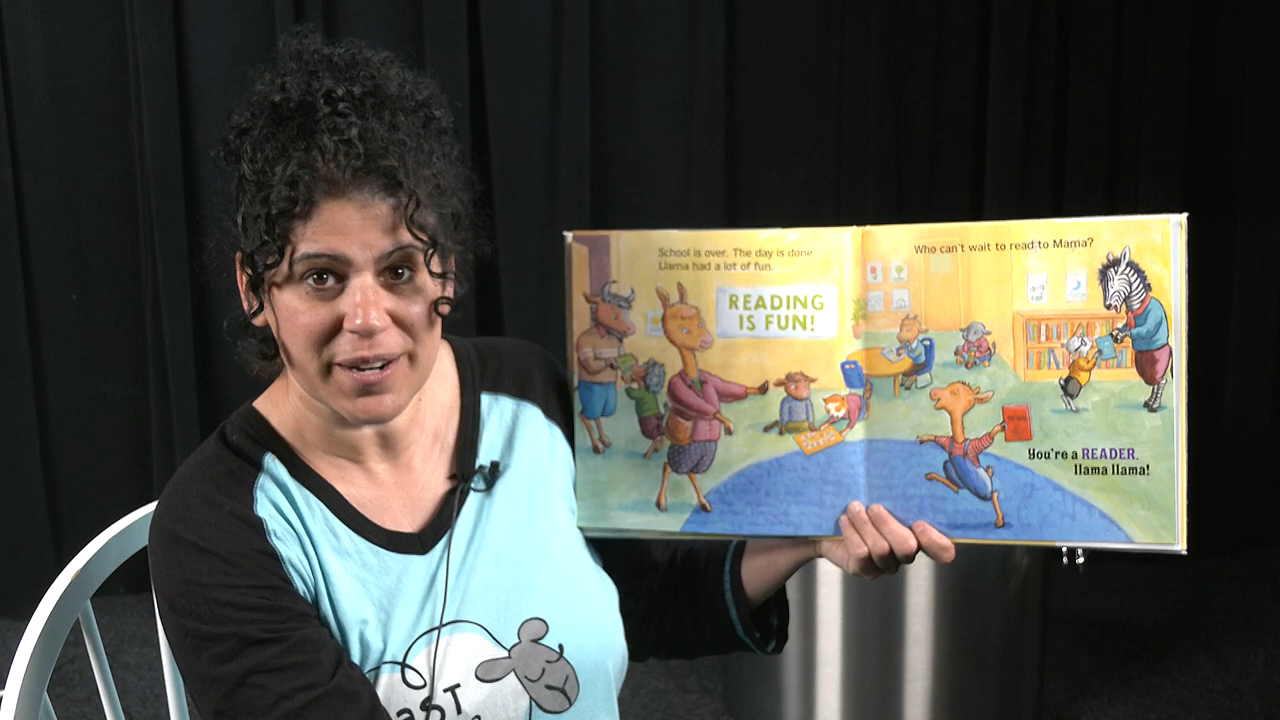 School is over. The day is done
Llama had a lot of fun.
READING
IS FUN!
Who can't wait to read to Mama?
You're a READER,
llama llama!